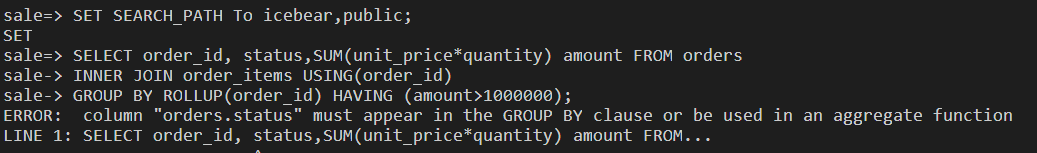 sale=> SET SEARCH_PATH To icebear,public;
SET
sale=> SELECT order_id, status,SUM(unit_price*quantity) amount FROM orders
sale-> INNER JOIN order_items USING(order_id)
sale-> GROUP BY ROLLUP(order_id) HAVING (amount>1000000);
ERROR:  column "orders.status" must appear in the GROUP BY clause or be used in an aggregate function
LINE 1: SELECT order_id, status,SUM(unit_price*quantity) amount FROM...
                         ^